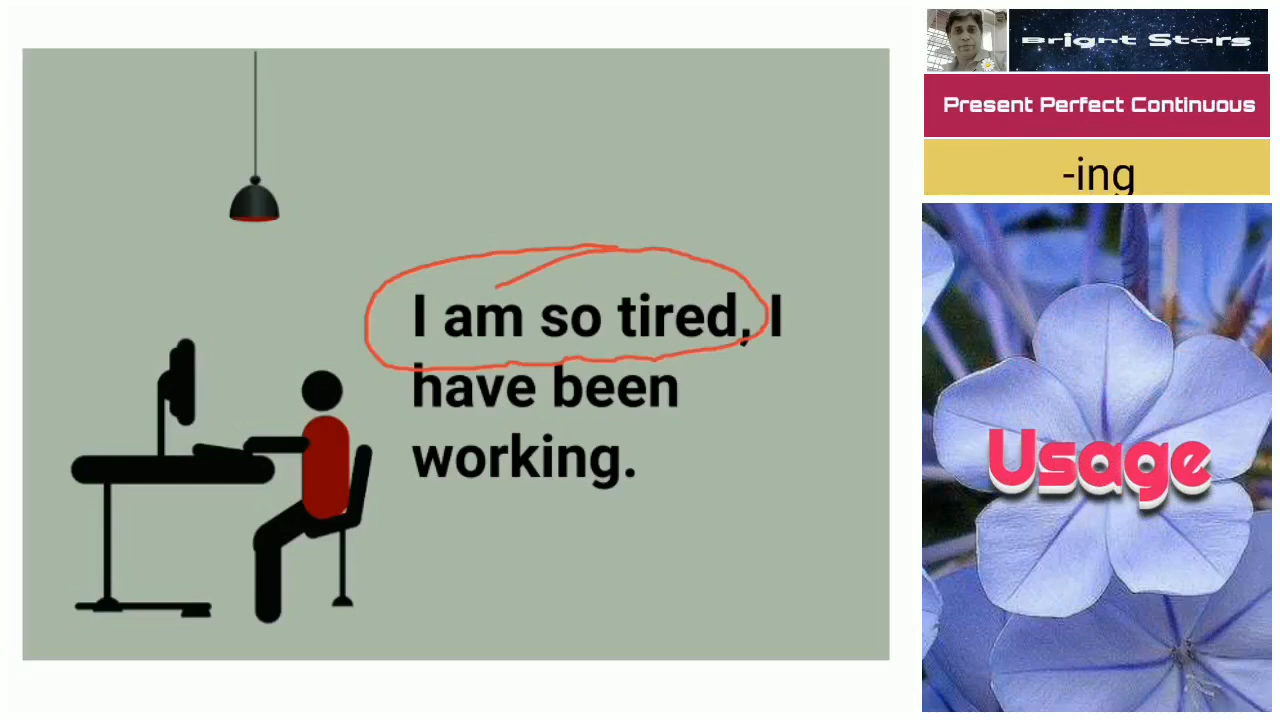 I am so tired, I
have been
working.
Bright Stars
Present Perfect Continuous
-ing
Usage